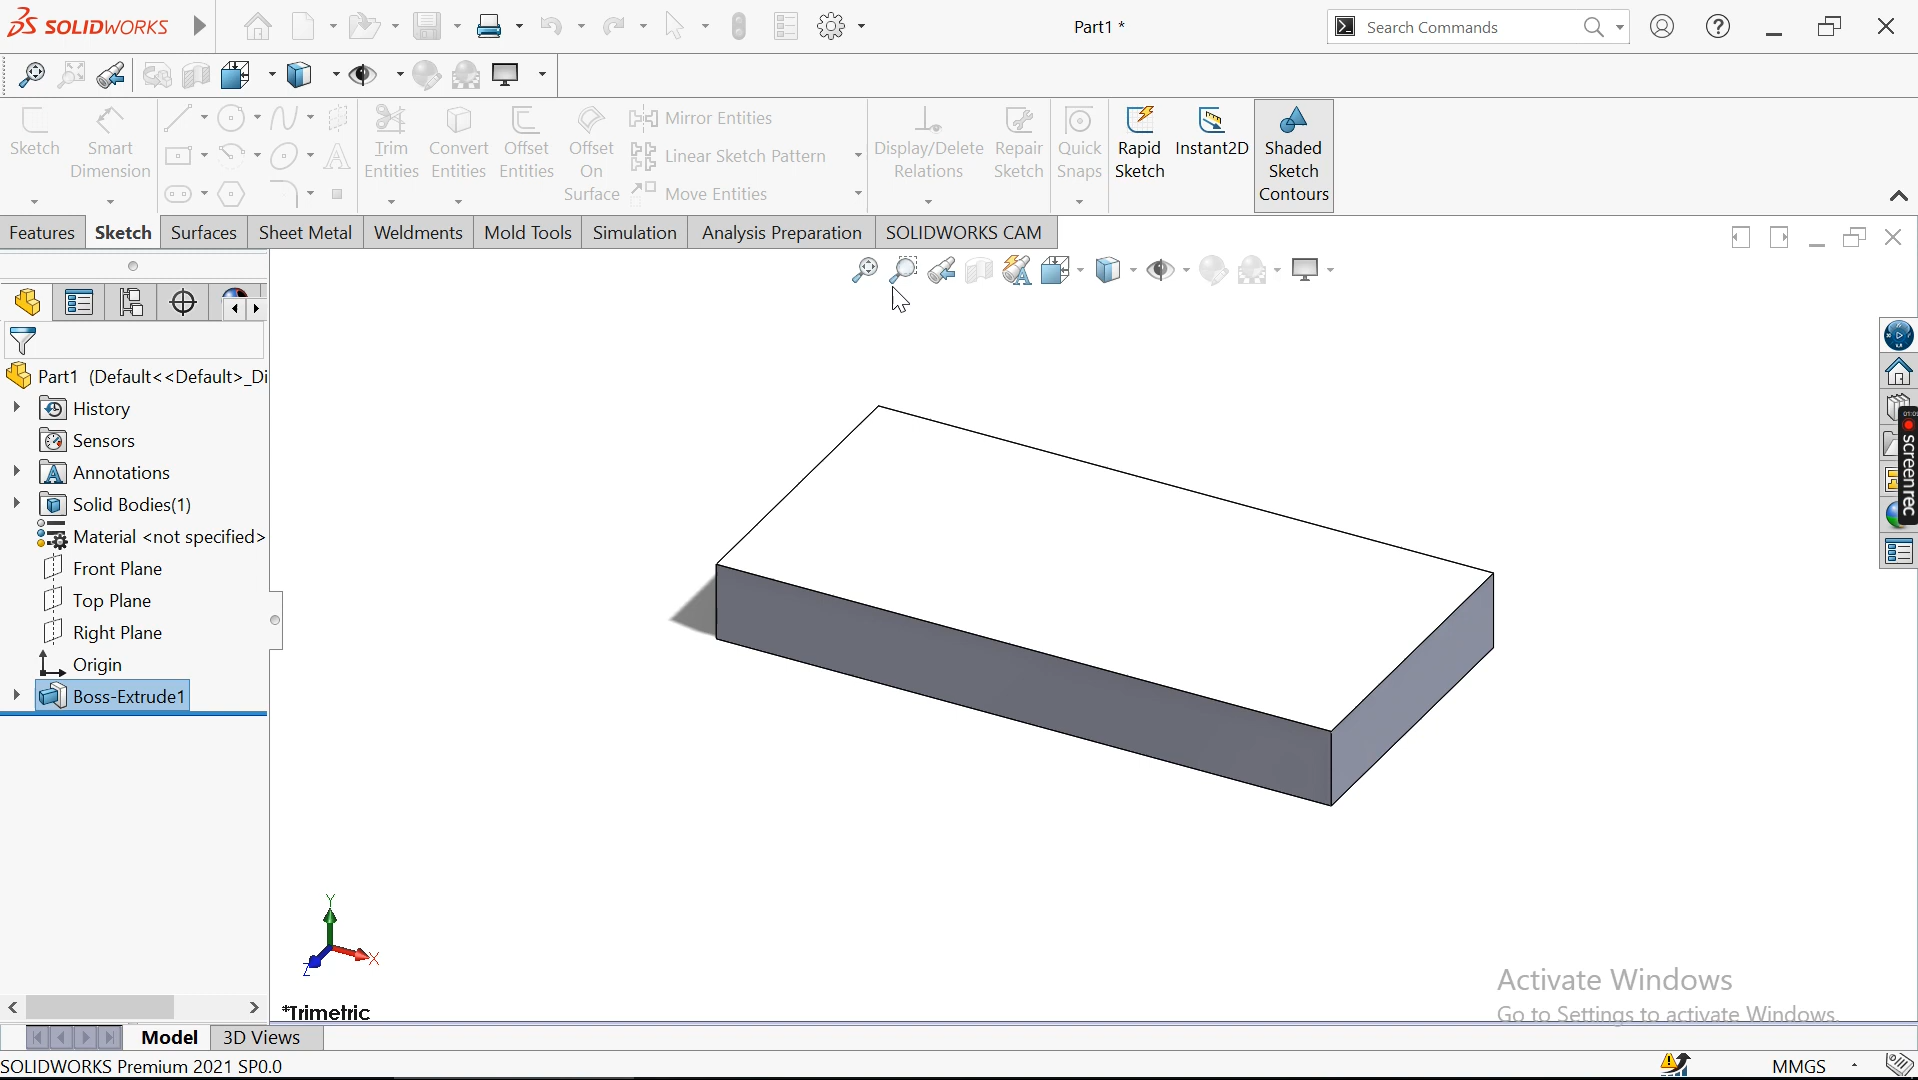 SOLIDWORKS
Part1 *
Search Commands
Sketch
Smart
Dimension
Trim
Entities
Convert
Entities
Offset
Entities
Offset
On
Surface
Mirror Entities
Linear Sketch Pattern
Move Entities
Display/Delete
Relations
Repair
Sketch
Quick
Snaps
Rapid
Sketch
Instant2D
Shaded
Sketch
Contours
Features
Sketch
Surfaces
Sheet Metal
Weldments
Mold Tools
Simulation
Analysis Preparation
SOLIDWORKS CAM
Part1 (Default<<Default>_Di
History
Sensors
Annotations
Solid Bodies(1)
Material <not specified>
Front Plane
Top Plane
Right Plane
Origin
Boss-Extrude1
screenrec
Y
X
Z
*Trimetric
Activate Windows
Go to Settings to activate Windows.
Model
3D Views
SOLIDWORKS Premium 2021 SP0.0
MMGS